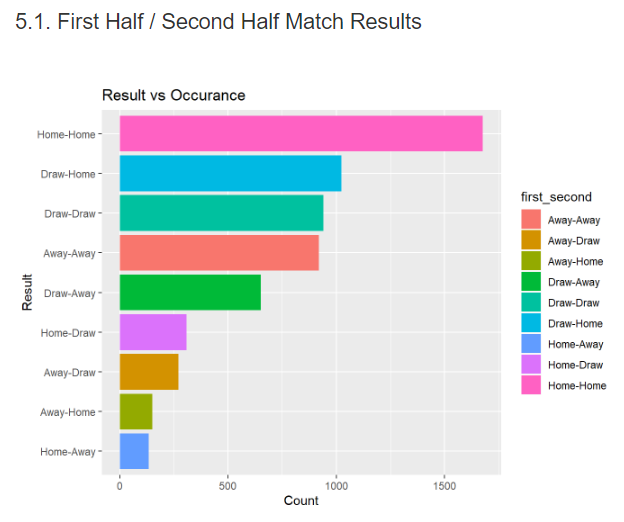 5.1. First Half / Second Half Match Results
Result vs Occurance
Home-Home
Draw-Home
Draw-Draw
Away-Away
Draw-Away
Home-Draw
Away-Draw
Away-Home
Home-Away
Result
0 500 1000 1500
Count
first_second
Away-Away
Away-Draw
Away-Home
Draw-Away
Draw-Draw
Draw-Home
Home-Away
Home-Draw
Home-Home